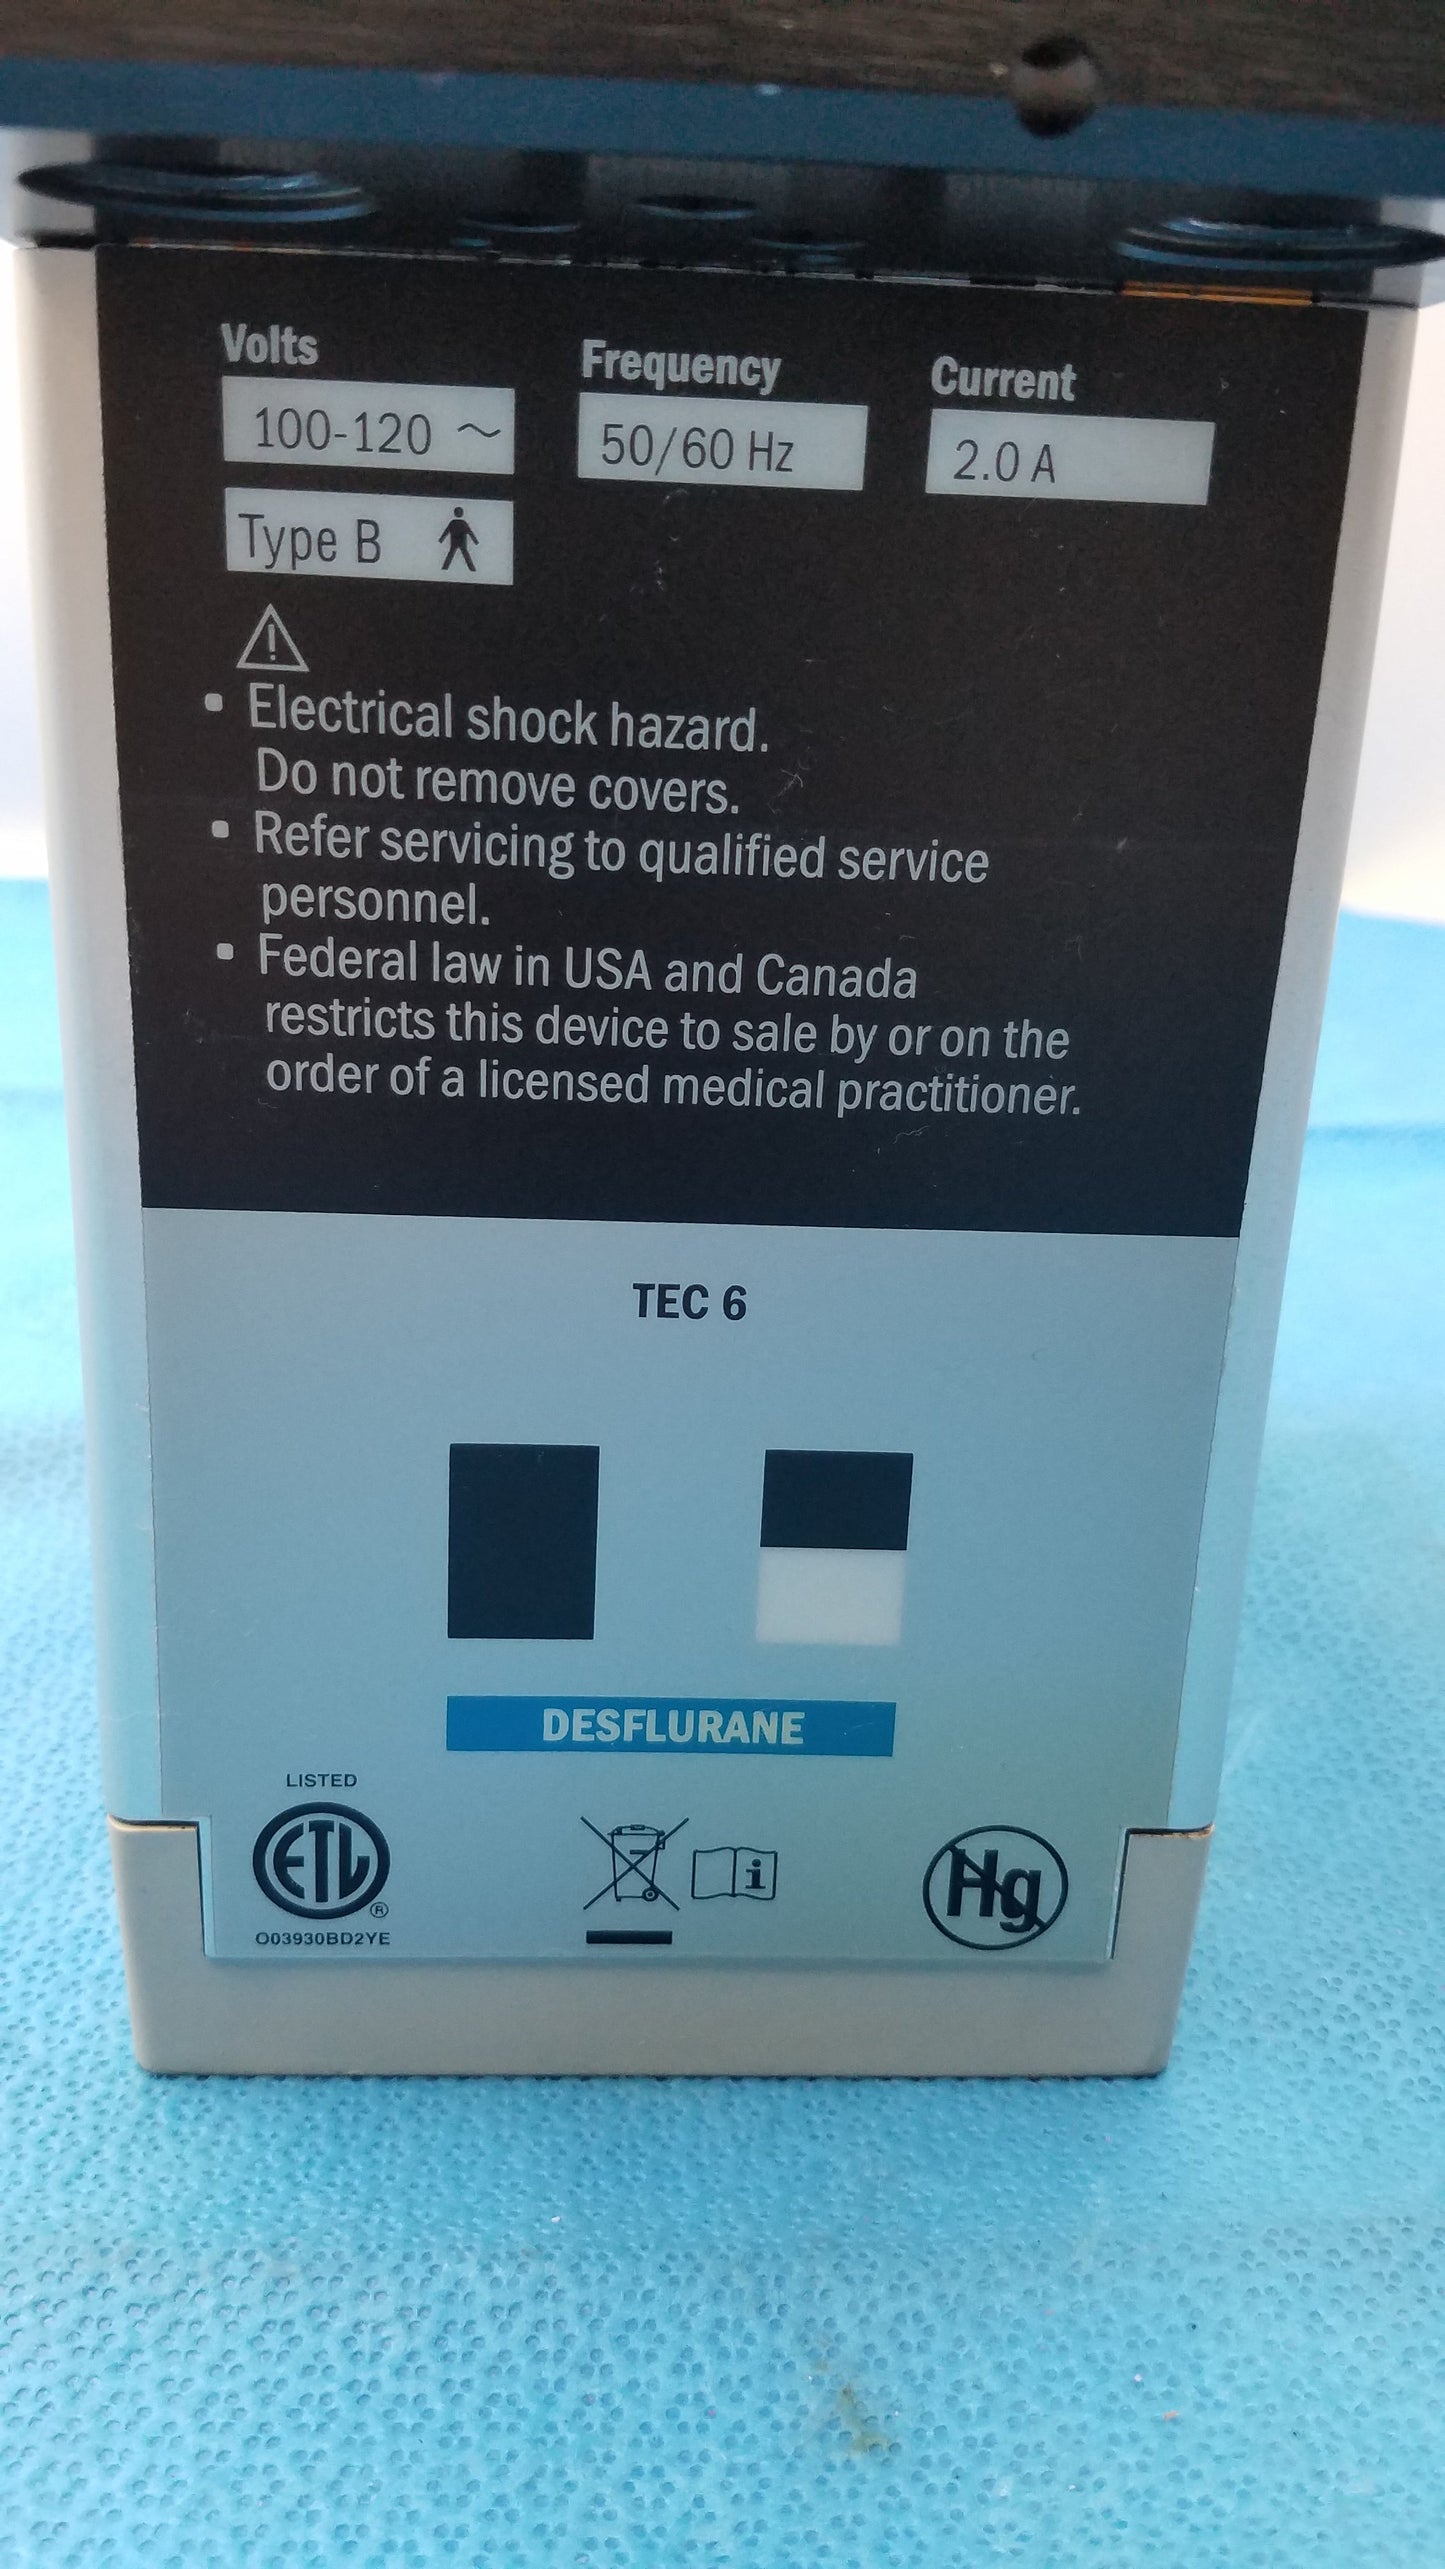 Volts Frequency Current
100-120 ~ 50/60 Hz 2.0 A
Type B
• Electrical shock hazard.
Do not remove covers.
• Refer servicing to qualified service
personnel.
• Federal law in USA and Canada
restricts this device to sale by or on the
order of a licensed medical practitioner.
TEC 6
DESFLURANE
LISTED
ETL ®
O03930BD2YE
i
Hg